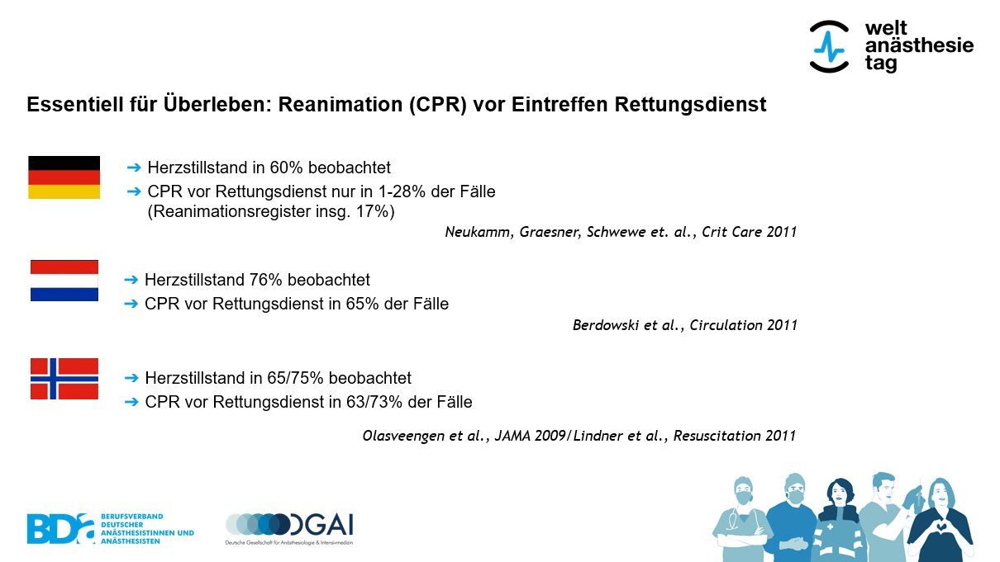 welt
anästhesie
tag
Essentiell für Überleben: Reanimation (CPR) vor Eintreffen Rettungsdienst
➔ Herzstillstand in 60% beobachtet
➔ CPR vor Rettungsdienst nur in 1-28% der Fälle
(Reanimationsregister insg. 17%)
Neukamm, Graesner, Schwewe et. al., Crit Care 2011
➔ Herzstillstand 76% beobachtet
➔ CPR vor Rettungsdienst in 65% der Fälle
Berdowski et al., Circulation 2011
➔ Herzstillstand in 65/75% beobachtet
➔ CPR vor Rettungsdienst in 63/73% der Fälle
Olasveengen et al., JAMA 2009/Lindner et al., Resuscitation 2011
BDa
BERUFSVERBAND
DEUTSCHER
ANÄSTHESISTINNEN UND
ANÄSTHESISTEN
DGAI
Deutsche Gesellschaft für Anästhesiologie & Intensivmedizin